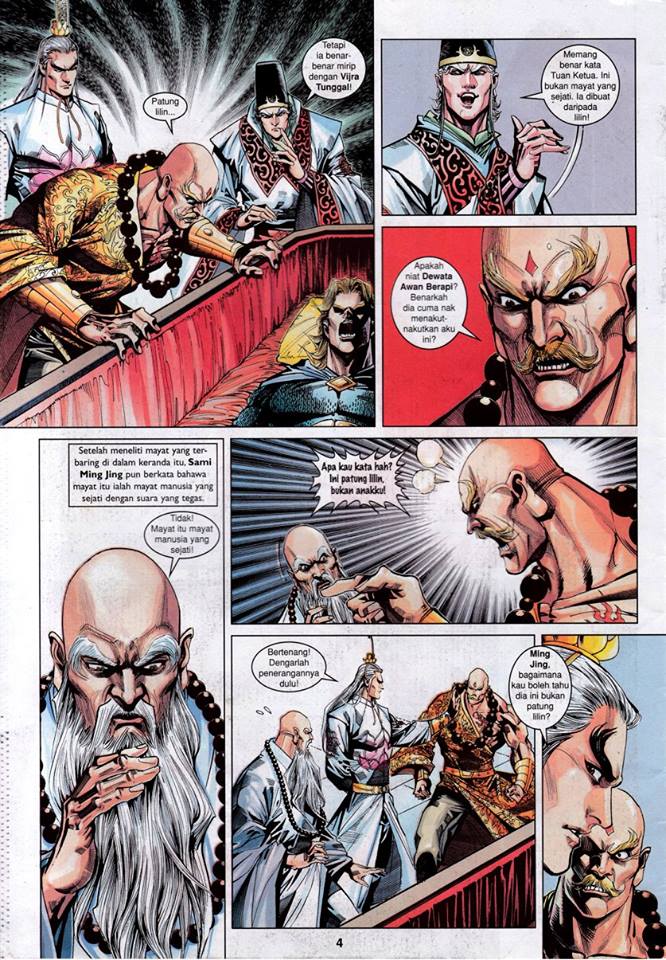 Tetapi
ia benar-
benar mirip
dengan Vijra
Tunggal!
Patung
lilin...
Memang
benar kata
Tuan Ketua. Ini
bukan mayat yang
sejati. Ia dibuat
daripada
lilin!
Apakah
niat Dewata
Awan Berapi?
Benarkah
dia cuma nak
menakut-
nakutkan aku
ini?
Setelah meneliti mayat yang ter-
baring di dalam keranda itu, Sami
Ming Jing pun berkata bahawa
mayat itu ialah mayat manusia yang
sejati dengan suara yang tegas.
Tidak!
Mayat itu mayat
manusia yang
sejati!
Apa kau kata hah?
Ini patung lilin,
bukan anakku!
Bertenang!
Dengarlah
penerangannya
dulu!
Ming
Jing,
bagaimana
kau boleh tahu
dia ini bukan
patung
lilin?
4